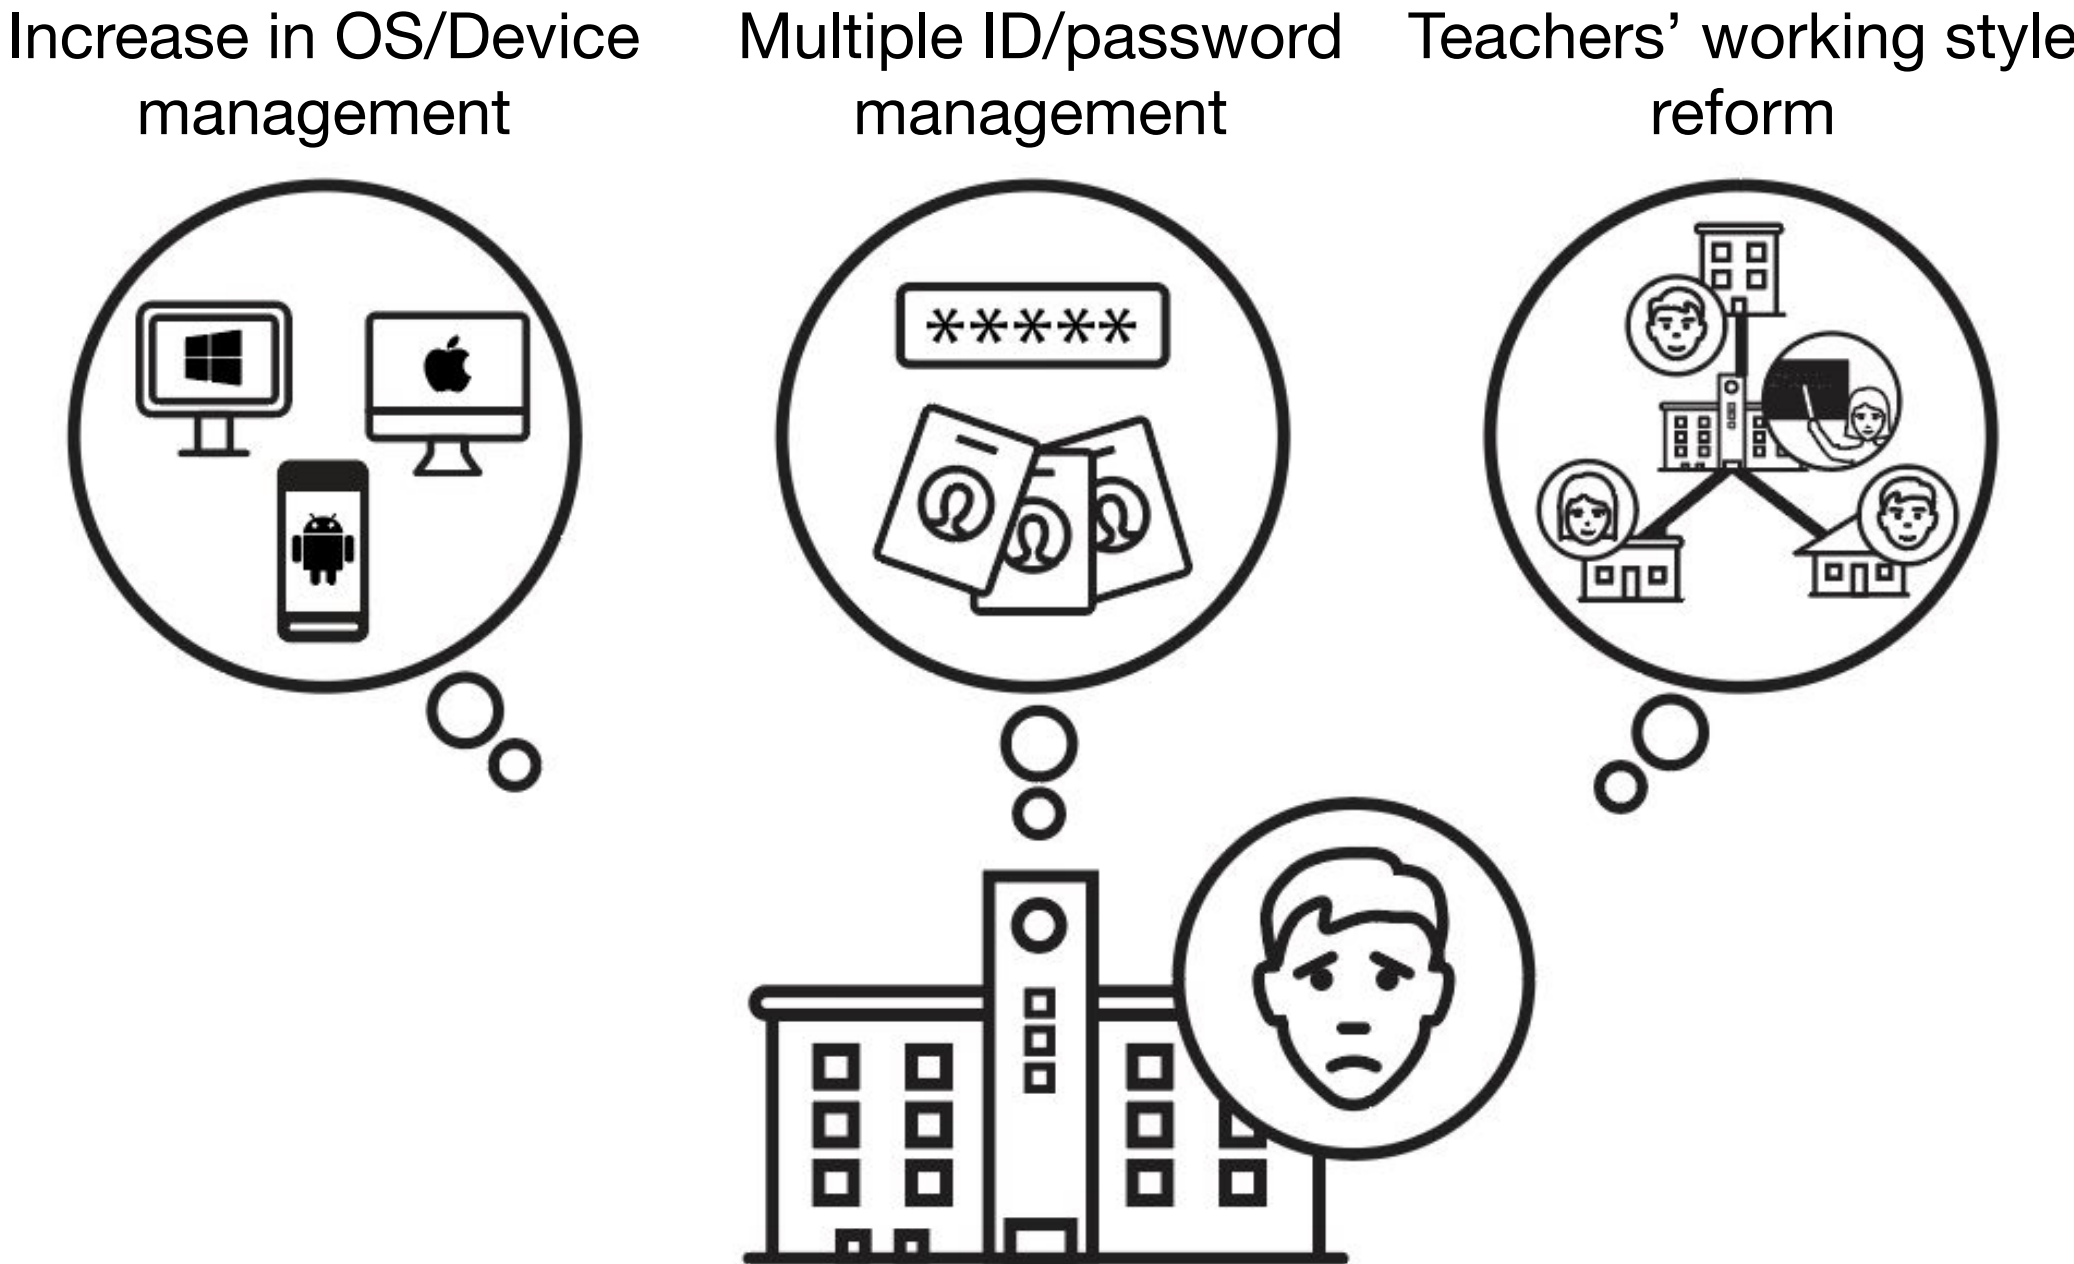 Increase in OS/Device
management
Multiple ID/password
management
Teachers’ working style
reform
*****